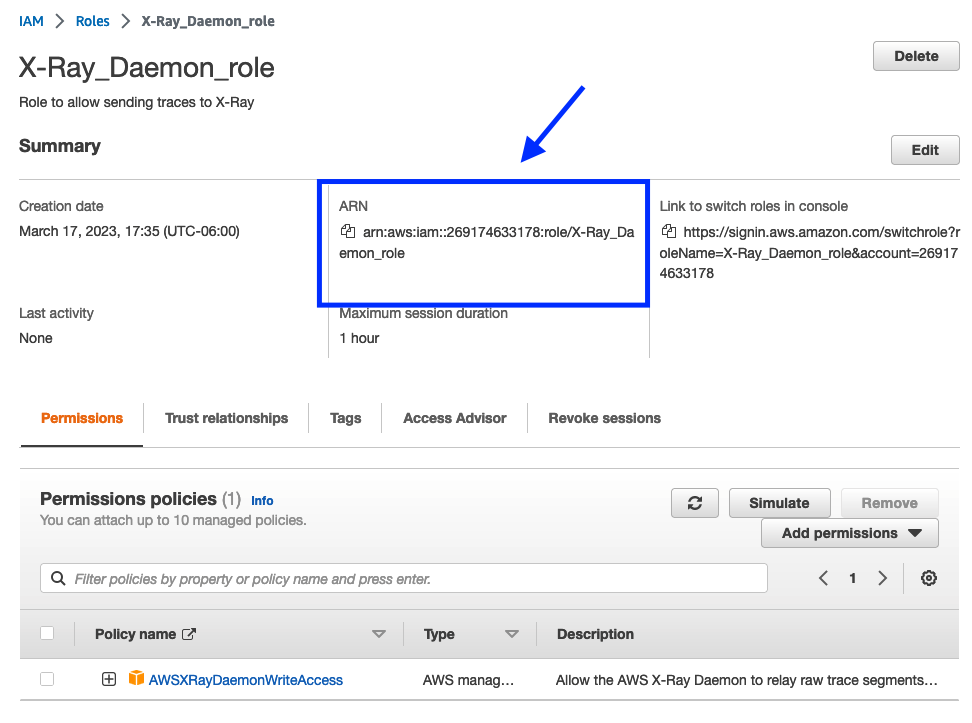 IAM > Roles > X-Ray_Daemon_role
X-Ray_Daemon_role
Delete
Role to allow sending traces to X-Ray
Summary
Edit
Creation date
March 17, 2023, 17:35 (UTC-06:00)
ARN
arn:aws:iam::269174633178:role/X-Ray_Da
emon_role
Link to switch roles in console
https://signin.aws.amazon.com/switchrole?r
oleName=X-Ray_Daemon_role&account=26917
4633178
Last activity
None
Maximum session duration
1 hour
Permissions
Trust relationships
Tags
Access Advisor
Revoke sessions
Permissions policies (1) Info
You can attach up to 10 managed policies.
Simulate
Remove
Add permissions
Filter policies by property or policy name and press enter.
1
Policy name
Type
Description
AWSXRayDaemonWriteAccess
AWS manag...
Allow the AWS X-Ray Daemon to relay raw trace segments...